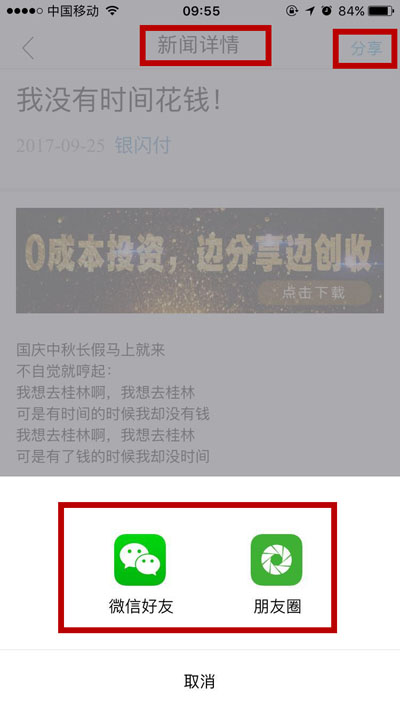 中国移动 09:55 84%
新闻详情 分享
我没有时间花钱！
2017-09-25 银闪付
0成本投资，边分享边创收
点击下载
国庆中秋长假马上就来
不自觉就哼起：
我想去桂林啊，我想去桂林
可是有时间的时候我却没有钱
我想去桂林啊，我想去桂林
可是有了钱的时候我却没时间
微信好友 朋友圈
取消